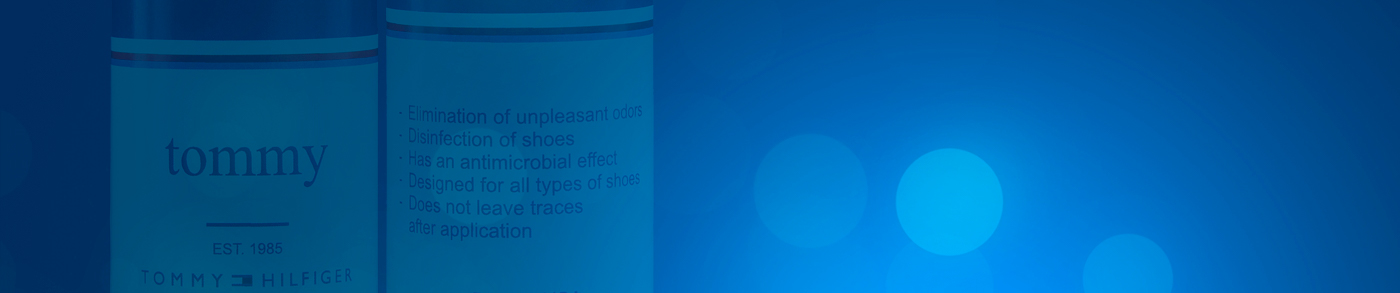 tommy
EST. 1985
TOMMY HILFIGER
- Elimination of unpleasant odors
- Disinfection of shoes
- Has an antimicrobial effect
- Designed for all types of shoes
- Does not leave traces
after application